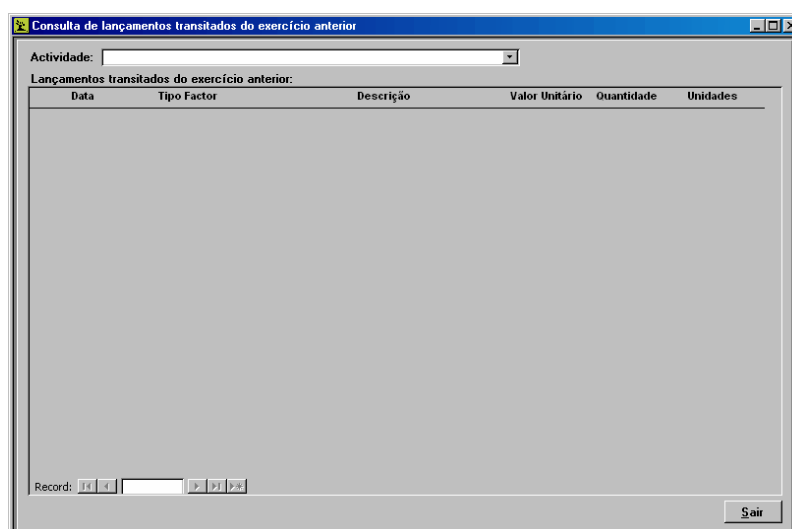 Consulta de lançamentos transitados do exercício anterior
Actividade:
Lançamentos transitados do exercício anterior:
Data Tipo Factor Descrição Valor Unitário Quantidade Unidades
Record:
Sair